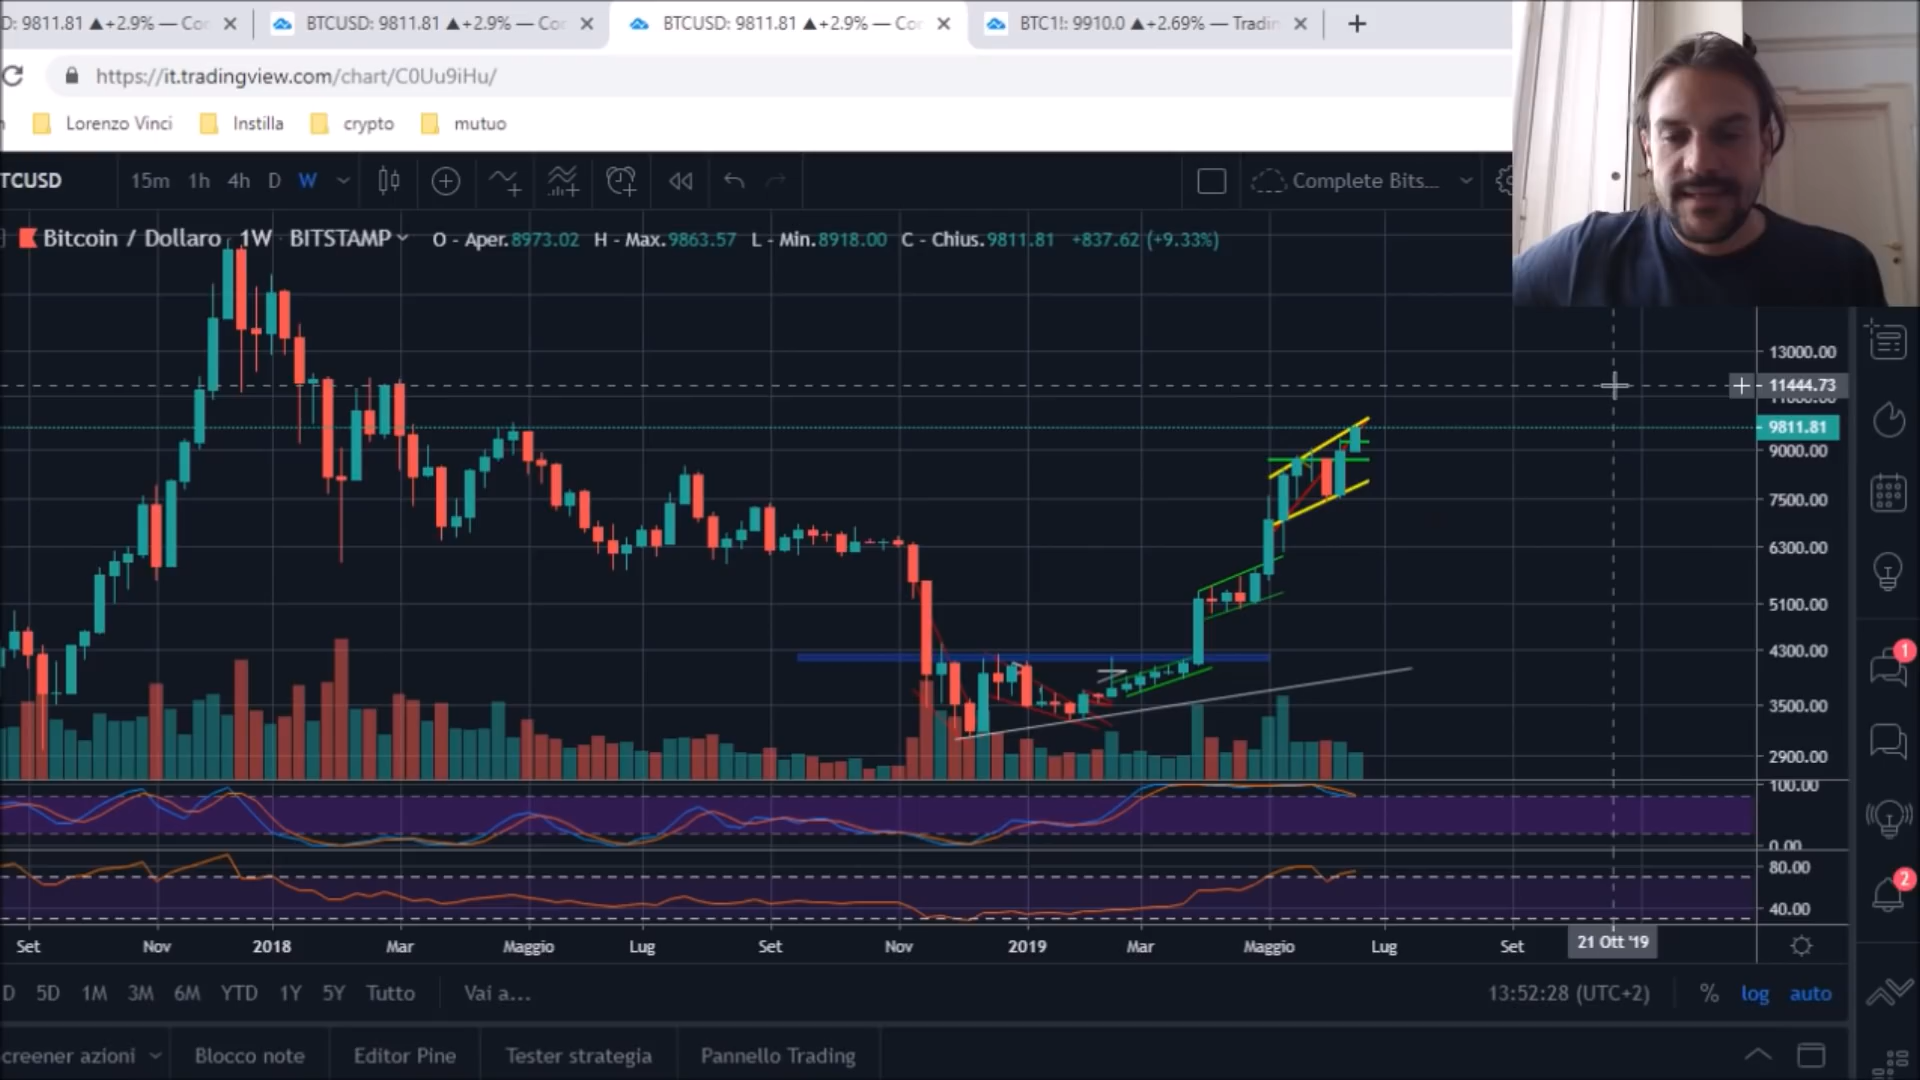 D: 9811.81 ▲+2.9% — Co
BTCUSD: 9811.81 ▲+2.9% — Co
BTCUSD: 9811.81 ▲+2.9% — Co
BTC1!: 9910.0 ▲+2.69% — Tradin
https://it.tradingview.com/chart/C0Uu9iHu/
Lorenzo Vinci
Instilla
crypto
mutuo
TCUSD
15m 1h 4h D W
Complete Bits...
Bitcoin / Dollaro 1W BITSTAMP
O - Aper.8973.02 H - Max.9863.57 L - Min.8918.00 C - Chius.9811.81 +837.62 (+9.33%)
13000.00
11444.73
11000.00
9811.81
9000.00
7500.00
6300.00
5100.00
4300.00
3500.00
2900.00
100.00
0.00
80.00
40.00
1
2
Set Nov 2018 Mar Maggio Lug Set Nov 2019 Mar Maggio Lug Set 21 Ott '19
D 5D 1M 3M 6M YTD 1Y 5Y Tutto Vai a...
13:52:28 (UTC+2) % log auto
creener azioni
Blocco note
Editor Pine
Tester strategia
Pannello Trading